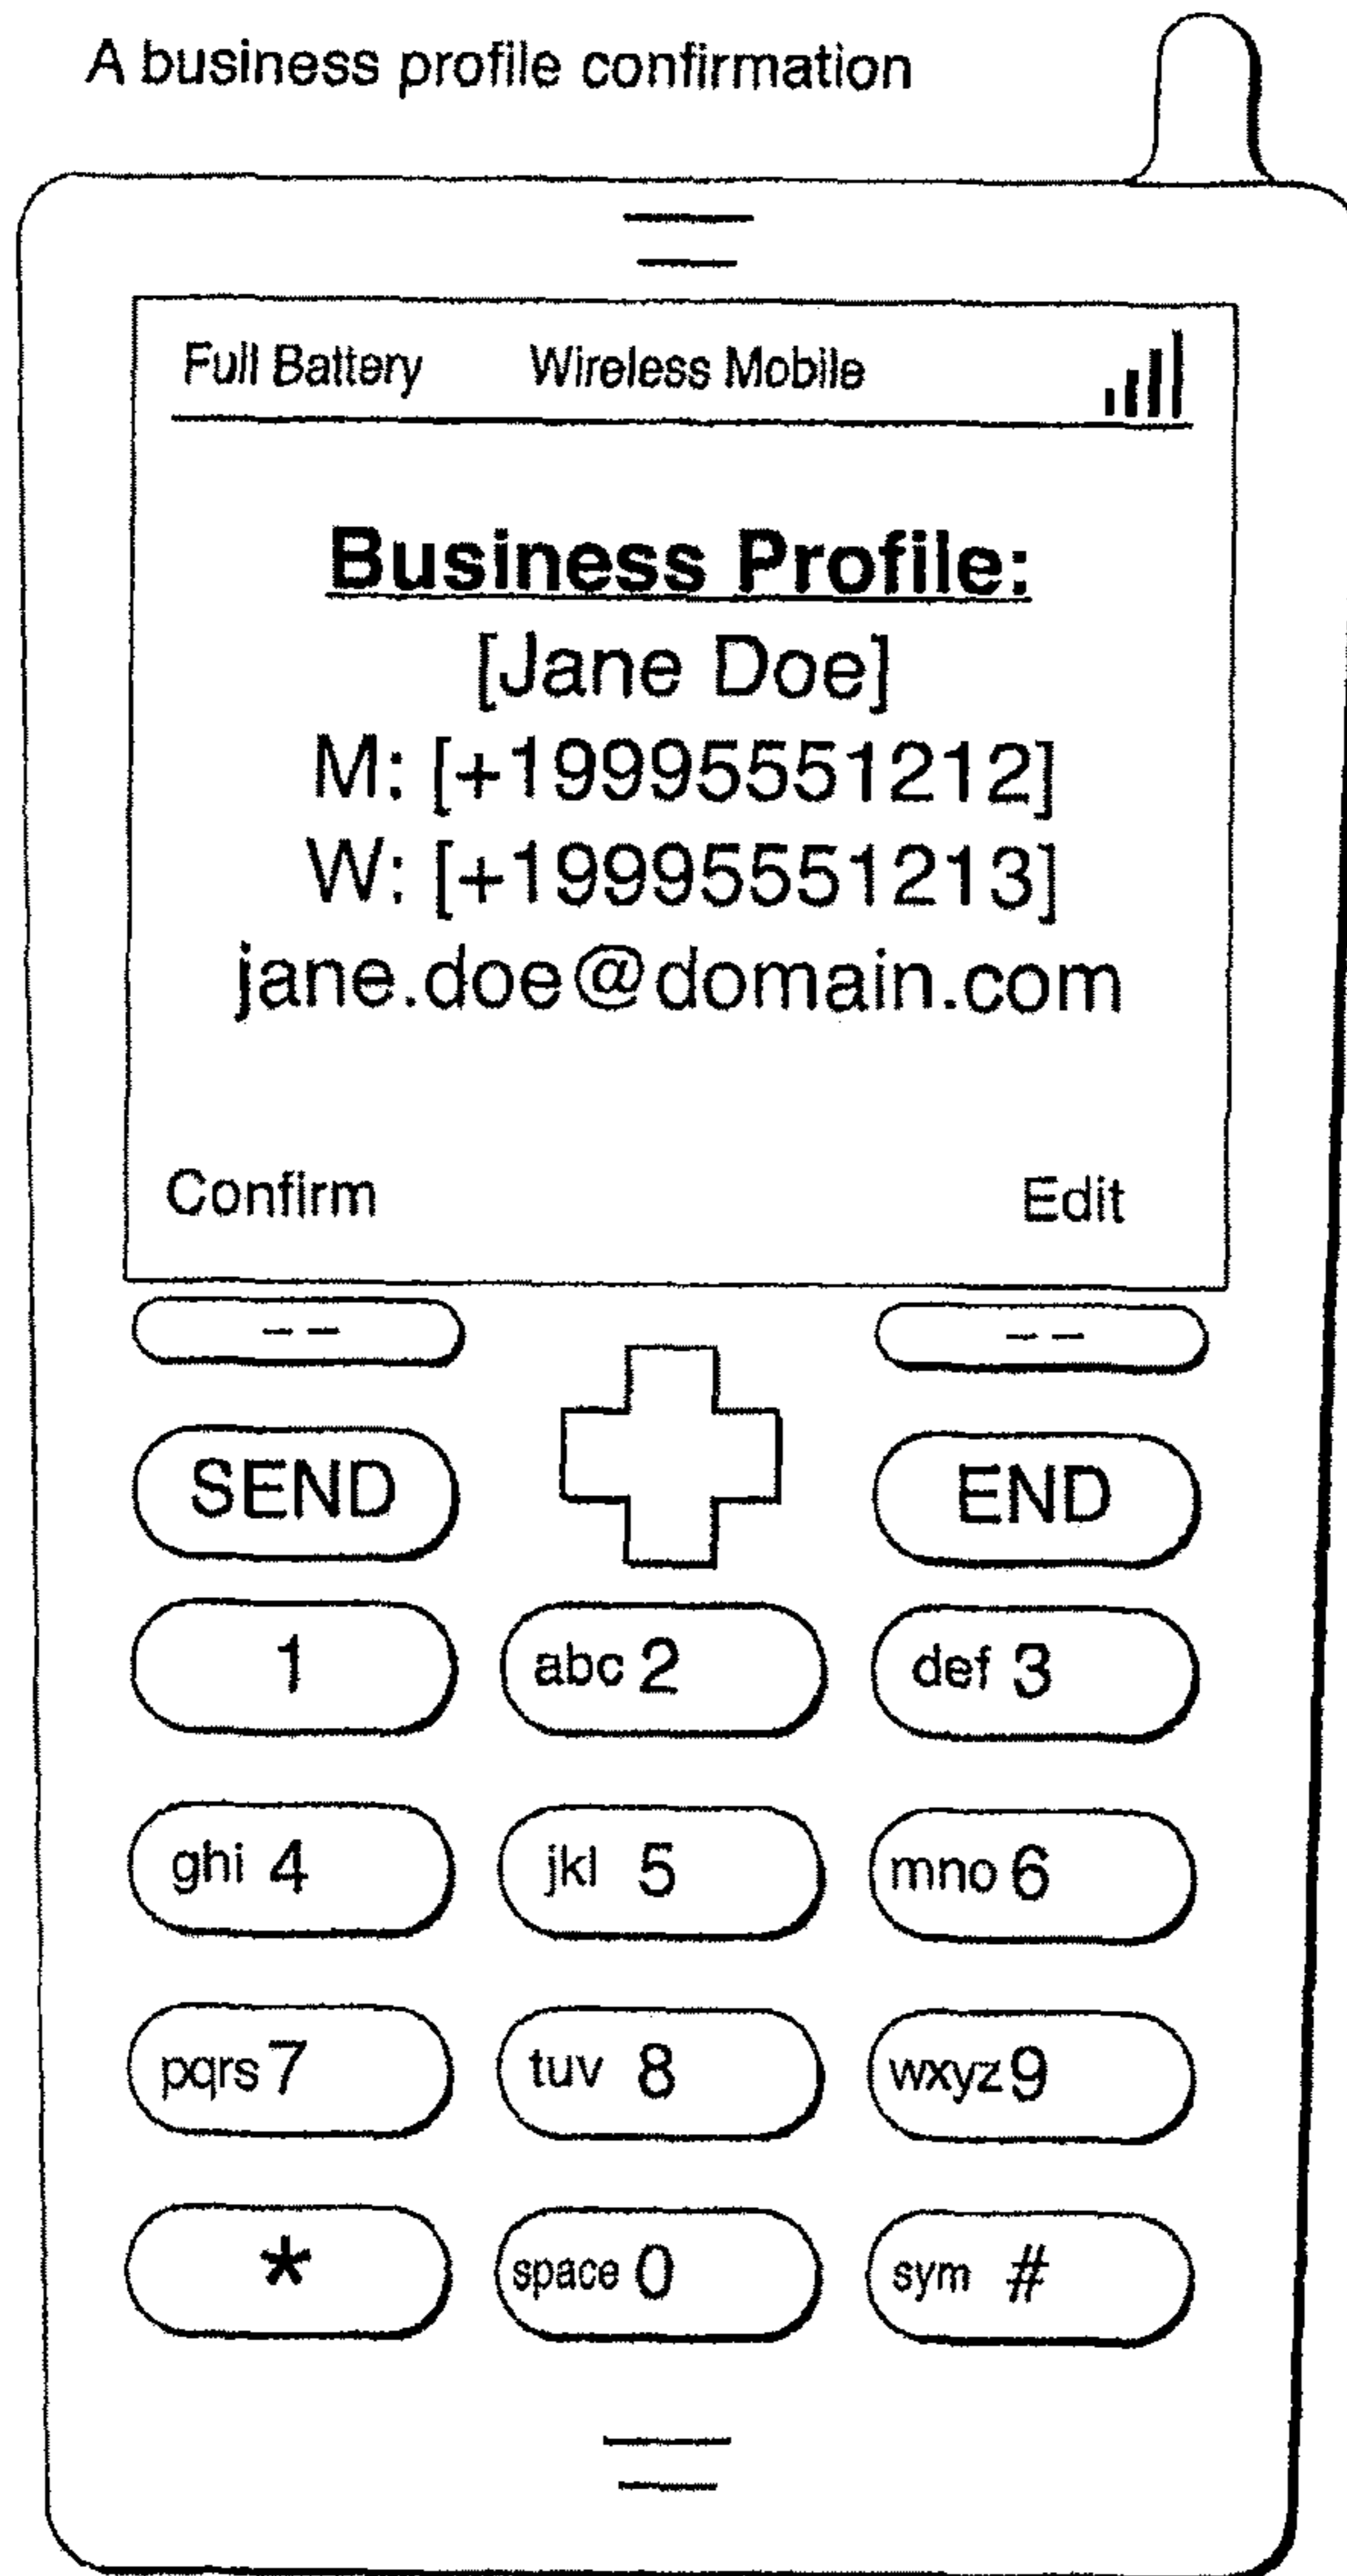 A business profile confirmation
Full Battery Wireless Mobile
Business Profile:
[Jane Doe]
M: [+19995551212]
W: [+19995551213]
jane.doe@domain.com
Confirm Edit
-- --
SEND END
1 abc 2 def 3
ghi 4 jkl 5 mno 6
pqrs 7 tuv 8 wxyz 9
* space 0 sym #